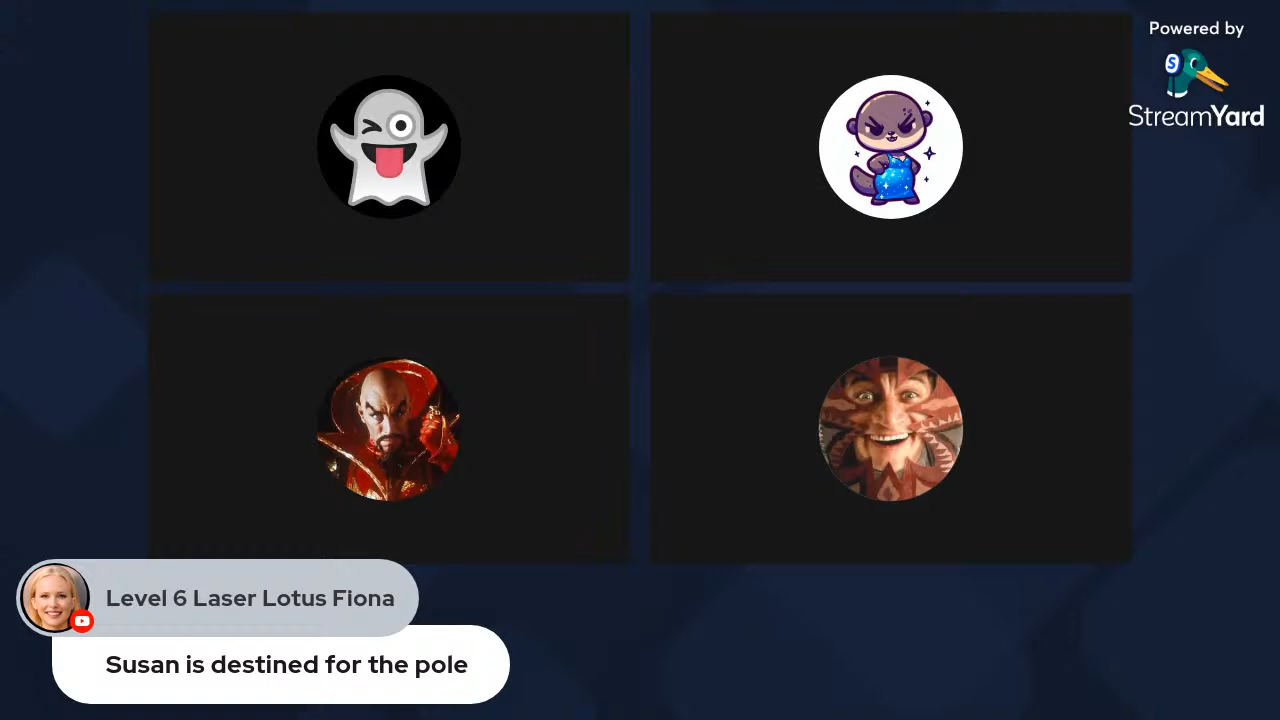 Powered by
S
StreamYard
Level 6 Laser Lotus Fiona
Susan is destined for the pole